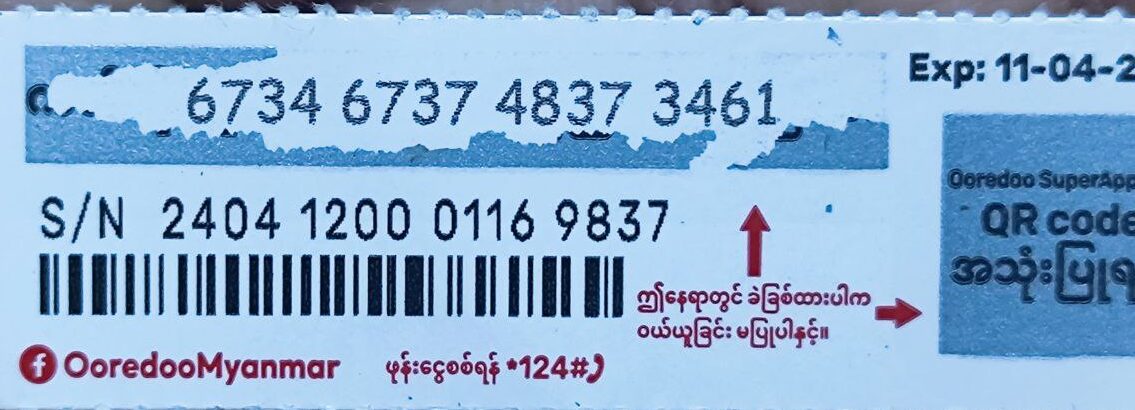 6734 6737 4837 3461
Exp: 11-04-2
S/N 2404 1200 0116 9837
Ooredoo SuperApp
QR code
ဤနေရာတွင် ခဲခြစ်ထားပါက
ဝယ်ယူခြင်း မပြုပါနှင့်။
OoredooMyanmar
ဖုန်းငွေစစ်ရန် *124#